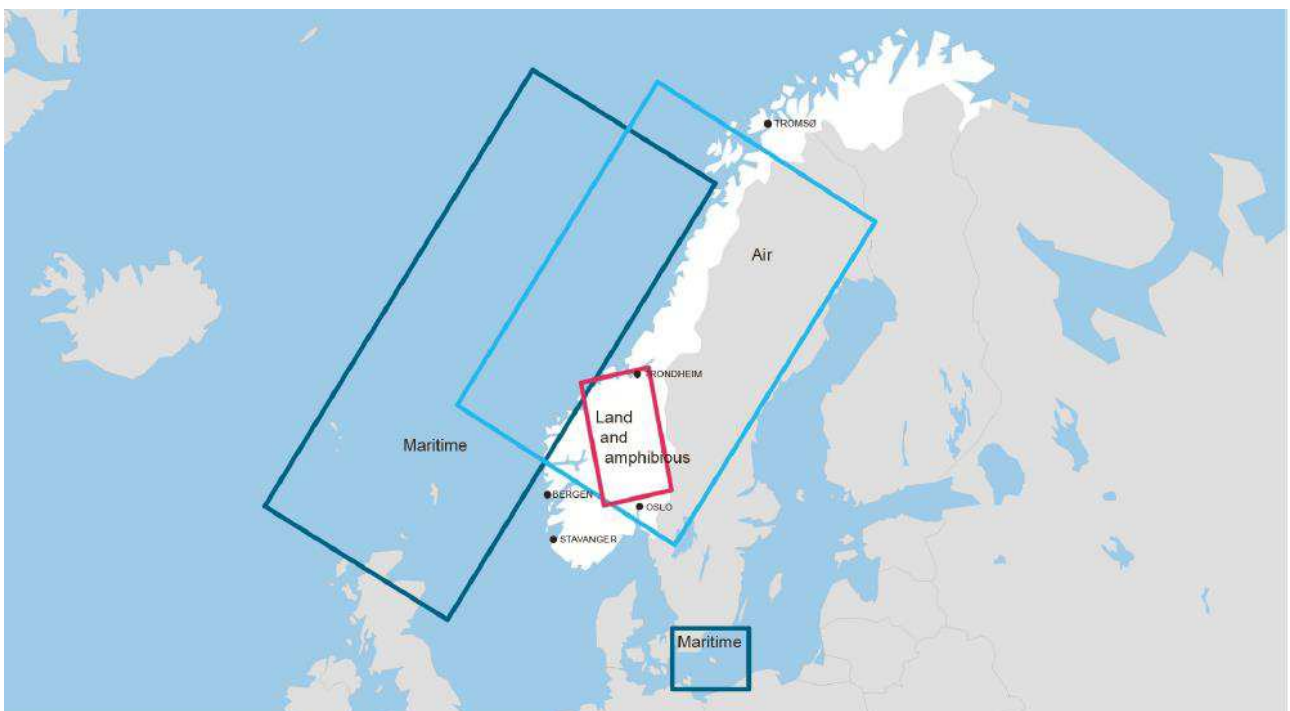 TROMSØ
Air
TRONDHEIM
Land
and
amphibious
Maritime
BERGEN
OSLO
STAVANGER
Maritime